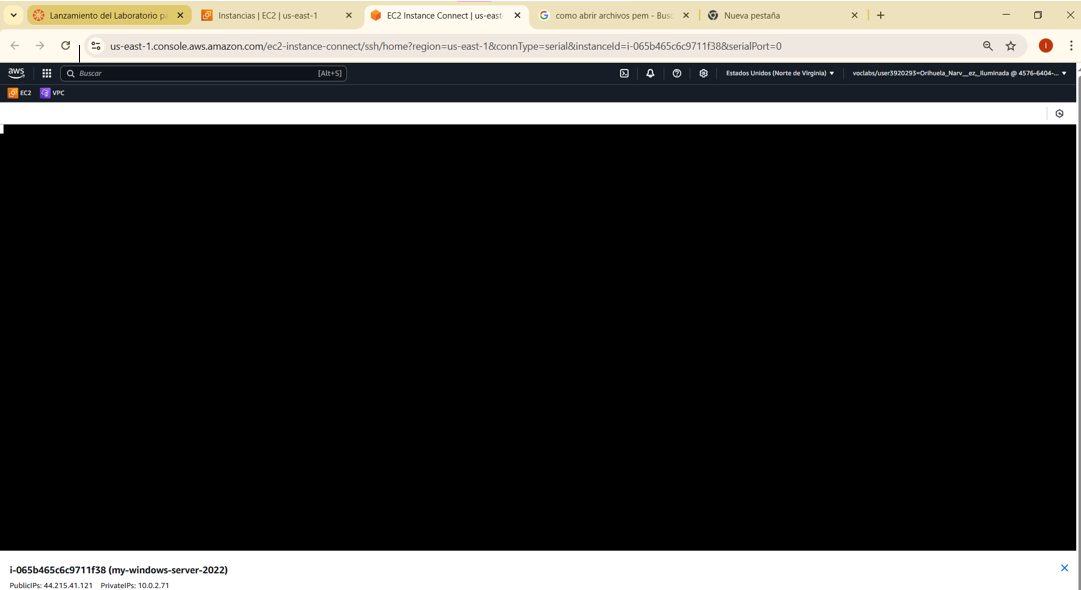 Lanzamiento del Laboratorio pa
Instancias | EC2 | us-east-1
EC2 Instance Connect | us-east
como abrir archivos pem - Busc
Nueva pestaña
us-east-1.console.aws.amazon.com/ec2-instance-connect/ssh/home?region=us-east-1&connType=serial&instanceId=i-065b465c6c9711f38&serialPort=0
aws
Buscar
[Alt+S]
Estados Unidos (Norte de Virginia)
voclabs/user3920293=Orihuela_Narv__ez,_Iluminada @ 4576-6404-...
EC2
VPC
i-065b465c6c9711f38 (my-windows-server-2022)
PublicIPs: 44.215.41.121 PrivateIPs: 10.0.2.71